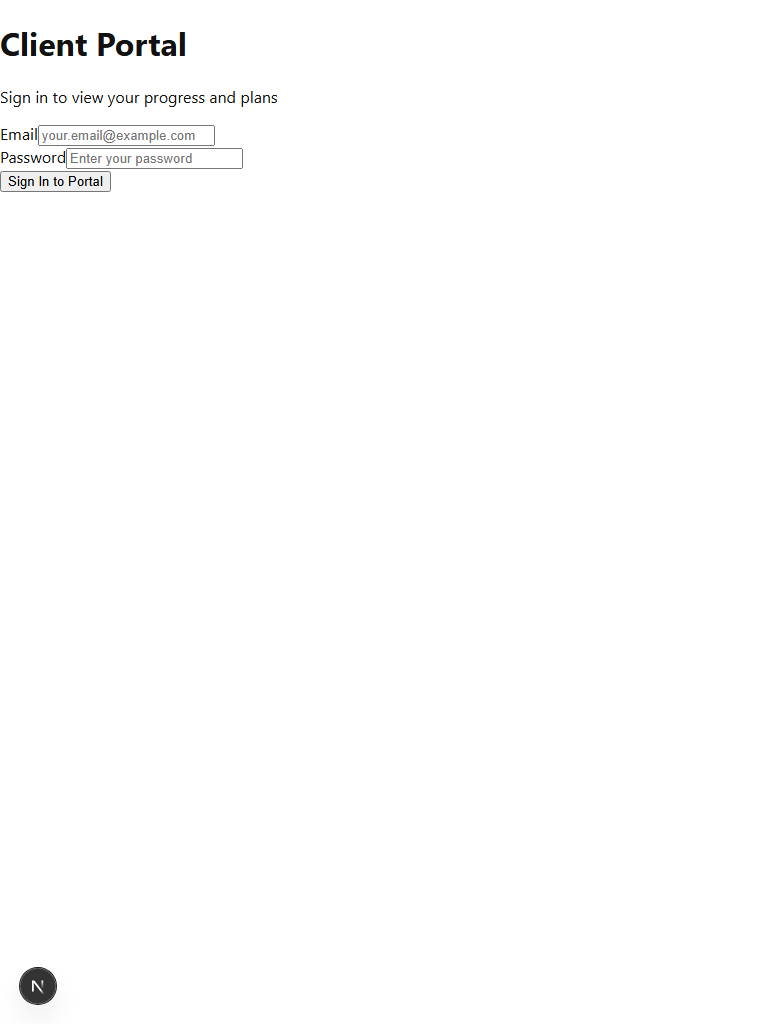 Client Portal
Sign in to view your progress and plans
Email your.email@example.com
Password Enter your password
Sign In to Portal
N